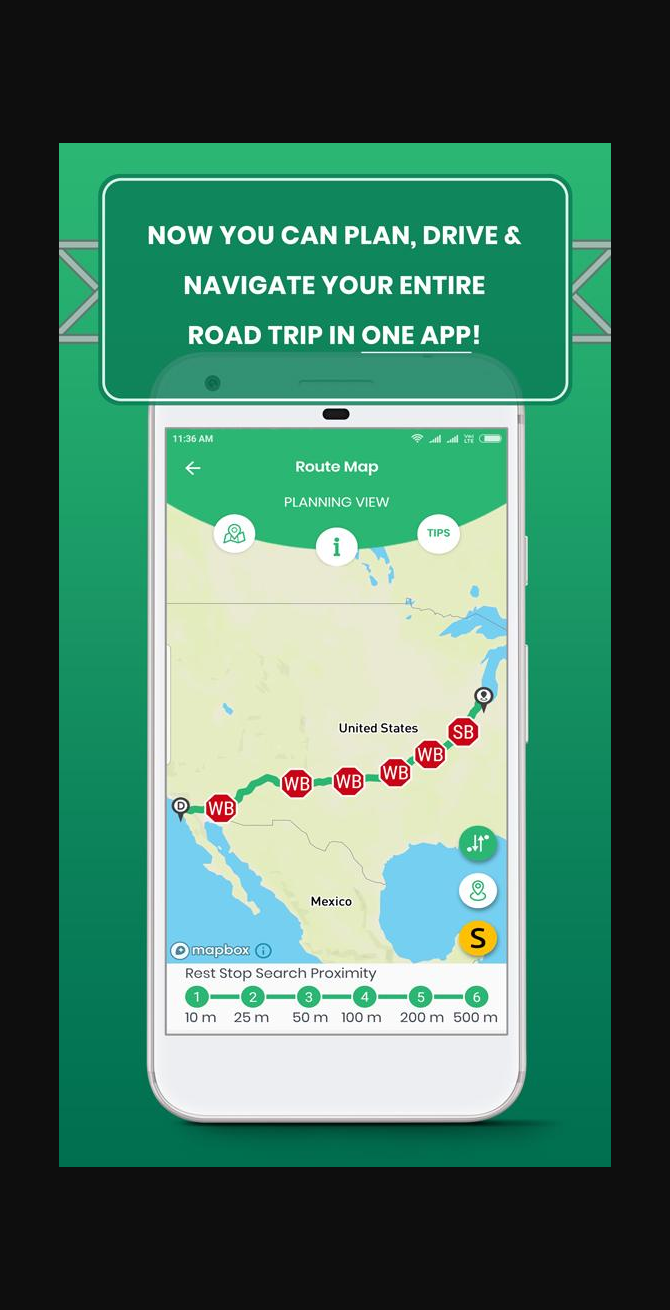 NOW YOU CAN PLAN, DRIVE &
NAVIGATE YOUR ENTIRE
ROAD TRIP IN ONE APP!
11:36 AM
Vo)
LTE
Route Map
PLANNING VIEW
i
TIPS
United States
SB
WB
WB
WB
WB
WB
D
Mexico
S
mapbox i
Rest Stop Search Proximity
1 2 3 4 5 6
10 m 25 m 50 m 100 m 200 m 500 m